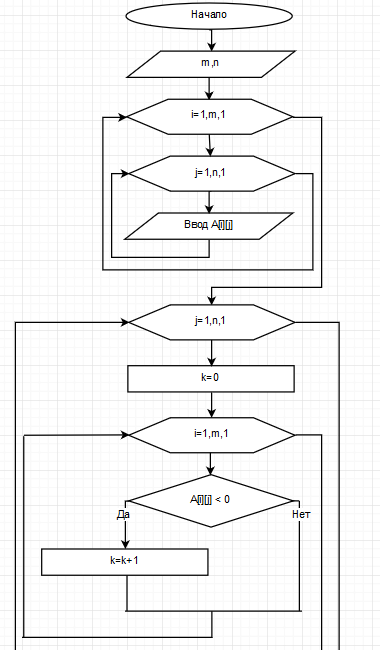 Начало
m,n
i=1,m,1
j=1,n,1
Ввод A[i][j]
j=1,n,1
k=0
i=1,m,1
A[i][j] < 0
Да
Нет
k=k+1